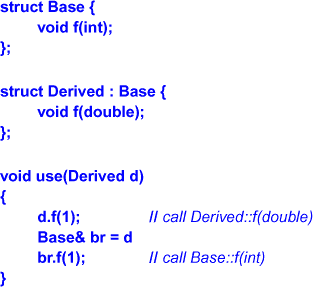 struct Base {
void f(int);
};
struct Derived : Base {
void f(double);
};
void use(Derived d)
{
d.f(1); // call Derived::f(double)
Base& br = d
br.f(1); // call Base::f(int)
}